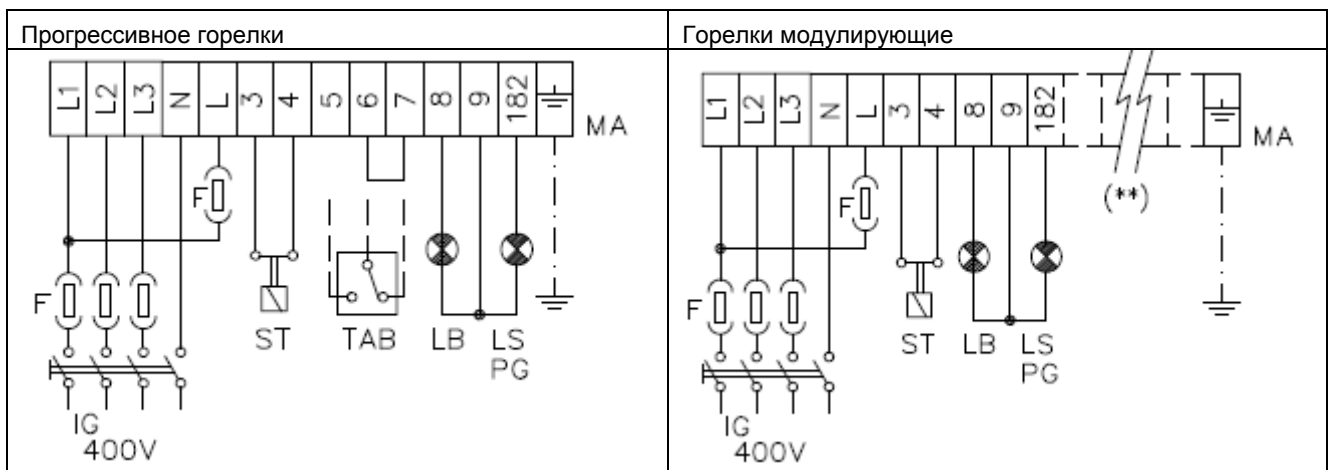 Прогрессивное горелки
L1 L2 L3 N L 3 4 5 6 7 8 9 182
MA
F
F
ST TAB LB LS
PG
IG
400V
Горелки модулирующие
L1 L2 L3 N L 3 4 8 9 182
MA
(**)
F
F
ST LB LS
PG
IG
400V